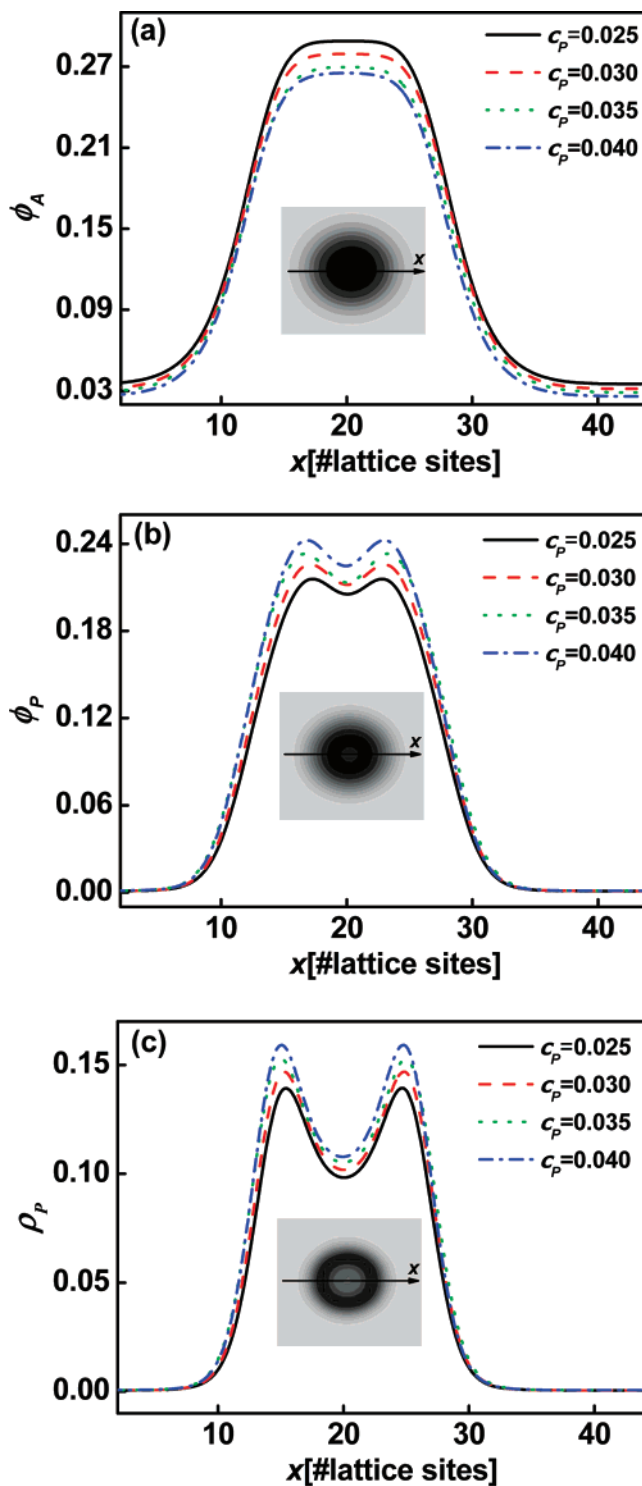 (a)
c_P=0.025
c_P=0.030
c_P=0.035
c_P=0.040
0.27
0.21
0.15
0.09
0.03
ϕ_A
x
10 20 30 40
x[#lattice sites]
(b)
c_P=0.025
c_P=0.030
c_P=0.035
c_P=0.040
0.24
0.18
0.12
0.06
0.00
ϕ_P
x
10 20 30 40
x[#lattice sites]
(c)
c_P=0.025
c_P=0.030
c_P=0.035
c_P=0.040
0.15
0.10
0.05
0.00
ρ_P
x
10 20 30 40
x[#lattice sites]